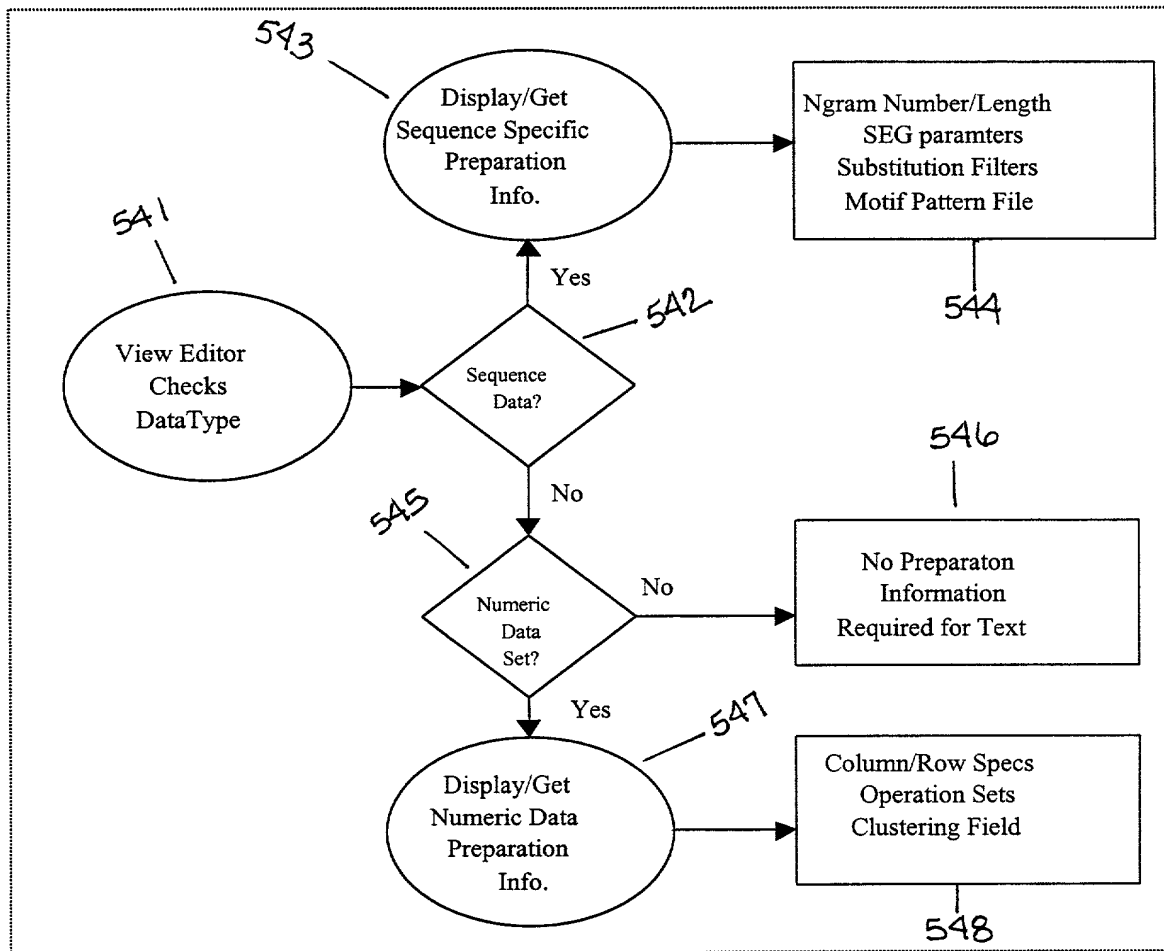 543
Display/Get
Sequence Specific
Preparation
Info.
Ngram Number/Length
SEG paramters
Substitution Filters
Motif Pattern File
544
541
View Editor
Checks
DataType
Yes
542
Sequence
Data?
No
545
Numeric
Data
Set?
No
546
No Preparaton
Information
Required for Text
Yes
547
Display/Get
Numeric Data
Preparation
Info.
Column/Row Specs
Operation Sets
Clustering Field
548